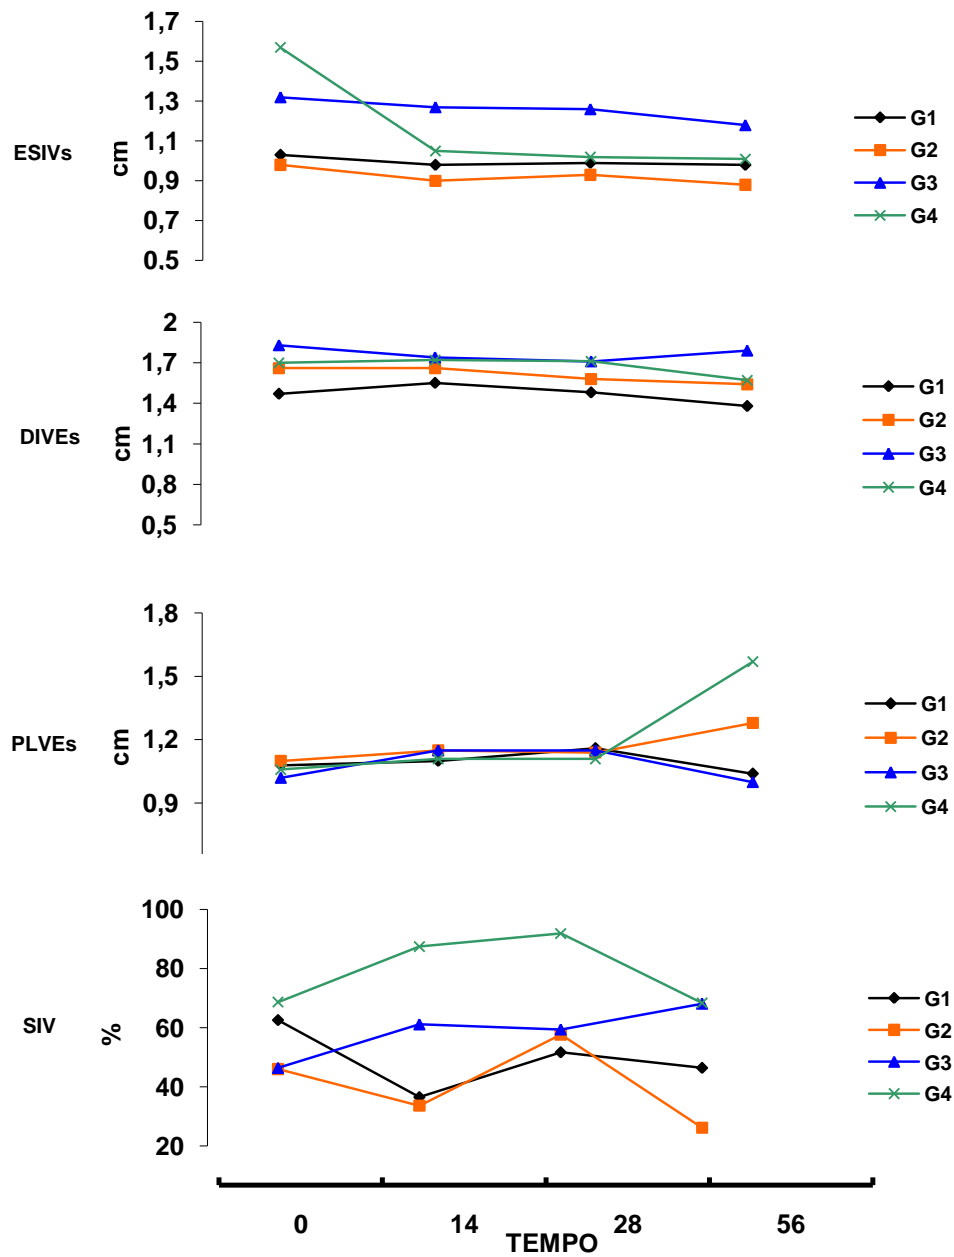 1,7
1,5
1,3
1,1
0,9
0,7
0,5
ESIVs
cm
G1
G2
G3
G4
2
1,7
1,4
1,1
0,8
0,5
DIVEs
cm
G1
G2
G3
G4
1,8
1,5
1,2
0,9
PLVEs
cm
G1
G2
G3
G4
100
80
60
40
20
SIV
%
G1
G2
G3
G4
0 14 28 56
TEMPO